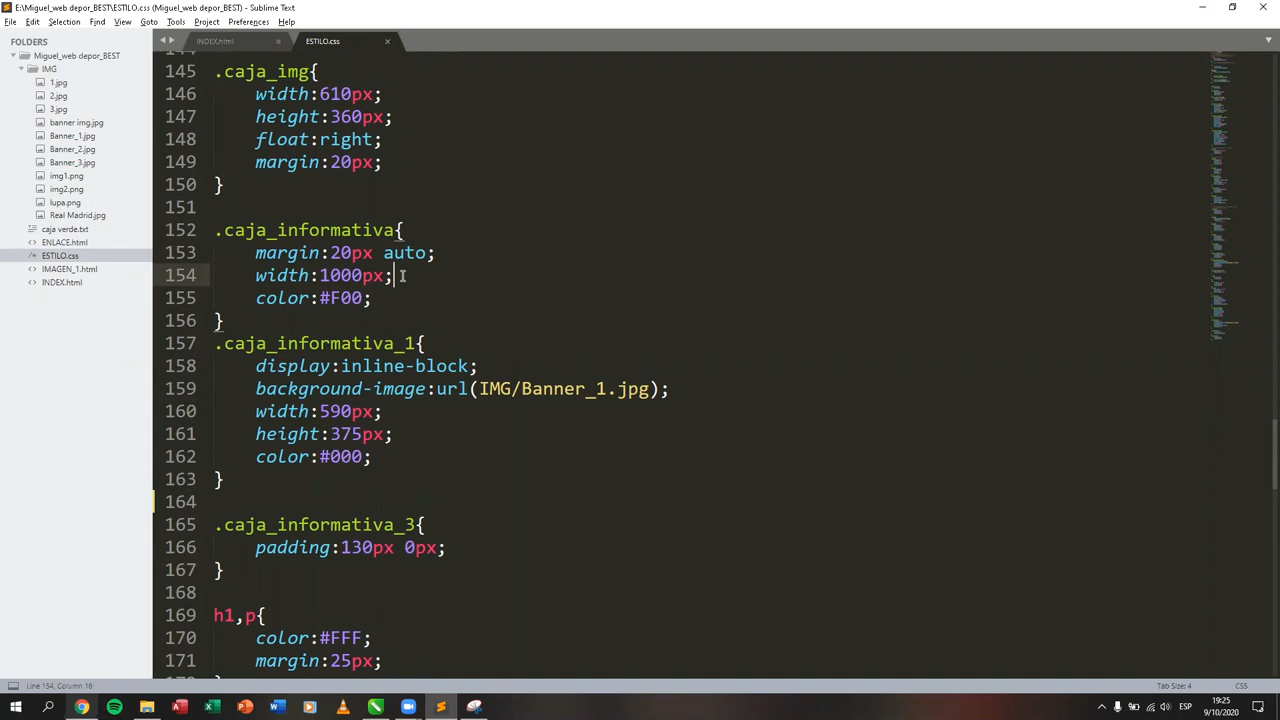 E:\Miguel_web depor_BEST\ESTILO.css (Miguel_web depor_BEST) - Sublime Text
File Edit Selection Find View Goto Tools Project Preferences Help
FOLDERS
Miguel_web depor_BEST
IMG
1.jpg
2.jpg
3.jpg
banner img.jpg
Banner_1.jpg
Banner_2.jpg
Banner_3.jpg
img1.png
img2.png
lupa.png
Real Madrid.jpg
caja verde.txt
ENLACE.html
ESTILO.css
IMAGEN_1.html
INDEX.html
INDEX.html ESTILO.css
145 .caja_img{
146 width:610px;
147 height:360px;
148 float:right;
149 margin:20px;
150 }
151
152 .caja_informativa{
153 margin:20px auto;
154 width:1000px;
155 color:#F00;
156 }
157 .caja_informativa_1{
158 display:inline-block;
159 background-image:url(IMG/Banner_1.jpg);
160 width:590px;
161 height:375px;
162 color:#000;
163 }
164
165 .caja_informativa_3{
166 padding:130px 0px;
167 }
168
169 h1,p{
170 color:#FFF;
171 margin:25px;
Line 154, Column 18 Tab Size: 4 CSS
ESP 19:25
9/10/2020